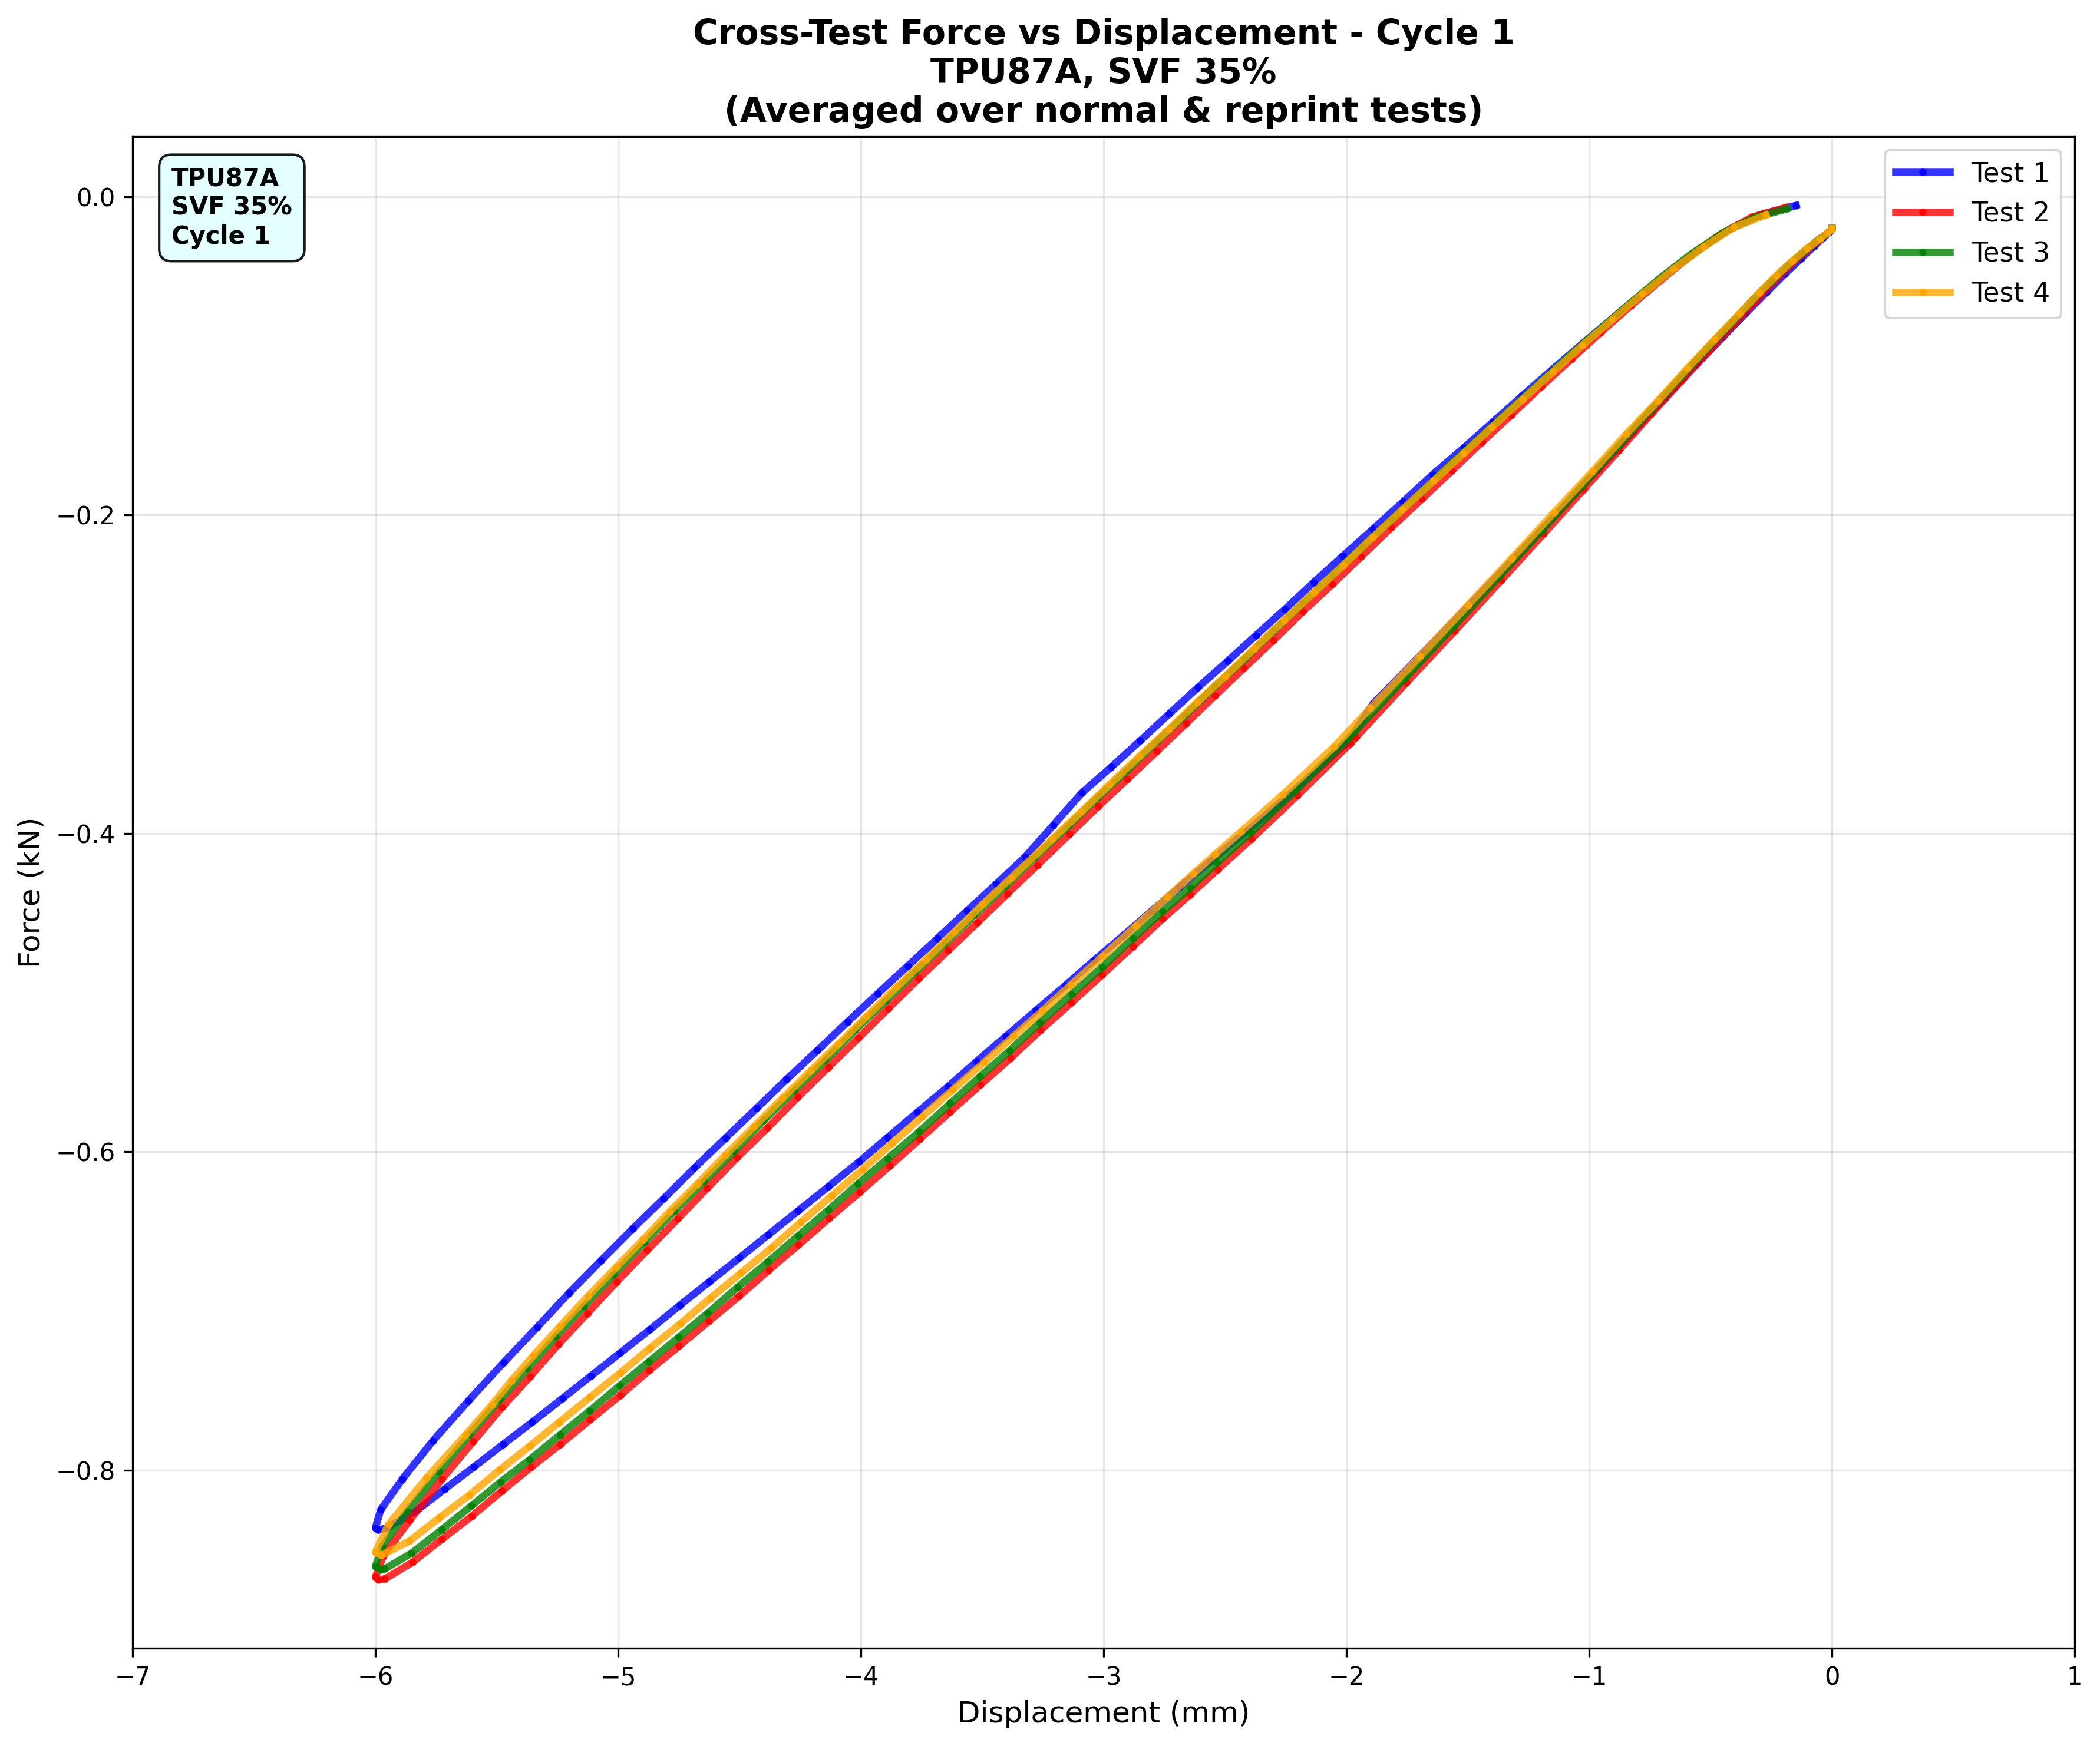 Cross-Test Force vs Displacement - Cycle 1
TPU87A, SVF 35%
(Averaged over normal & reprint tests)
TPU87A
SVF 35%
Cycle 1
Test 1
Test 2
Test 3
Test 4
0.0
−0.2
−0.4
−0.6
−0.8
Force (kN)
−7
−6
−5
−4
−3
−2
−1
0
1
Displacement (mm)